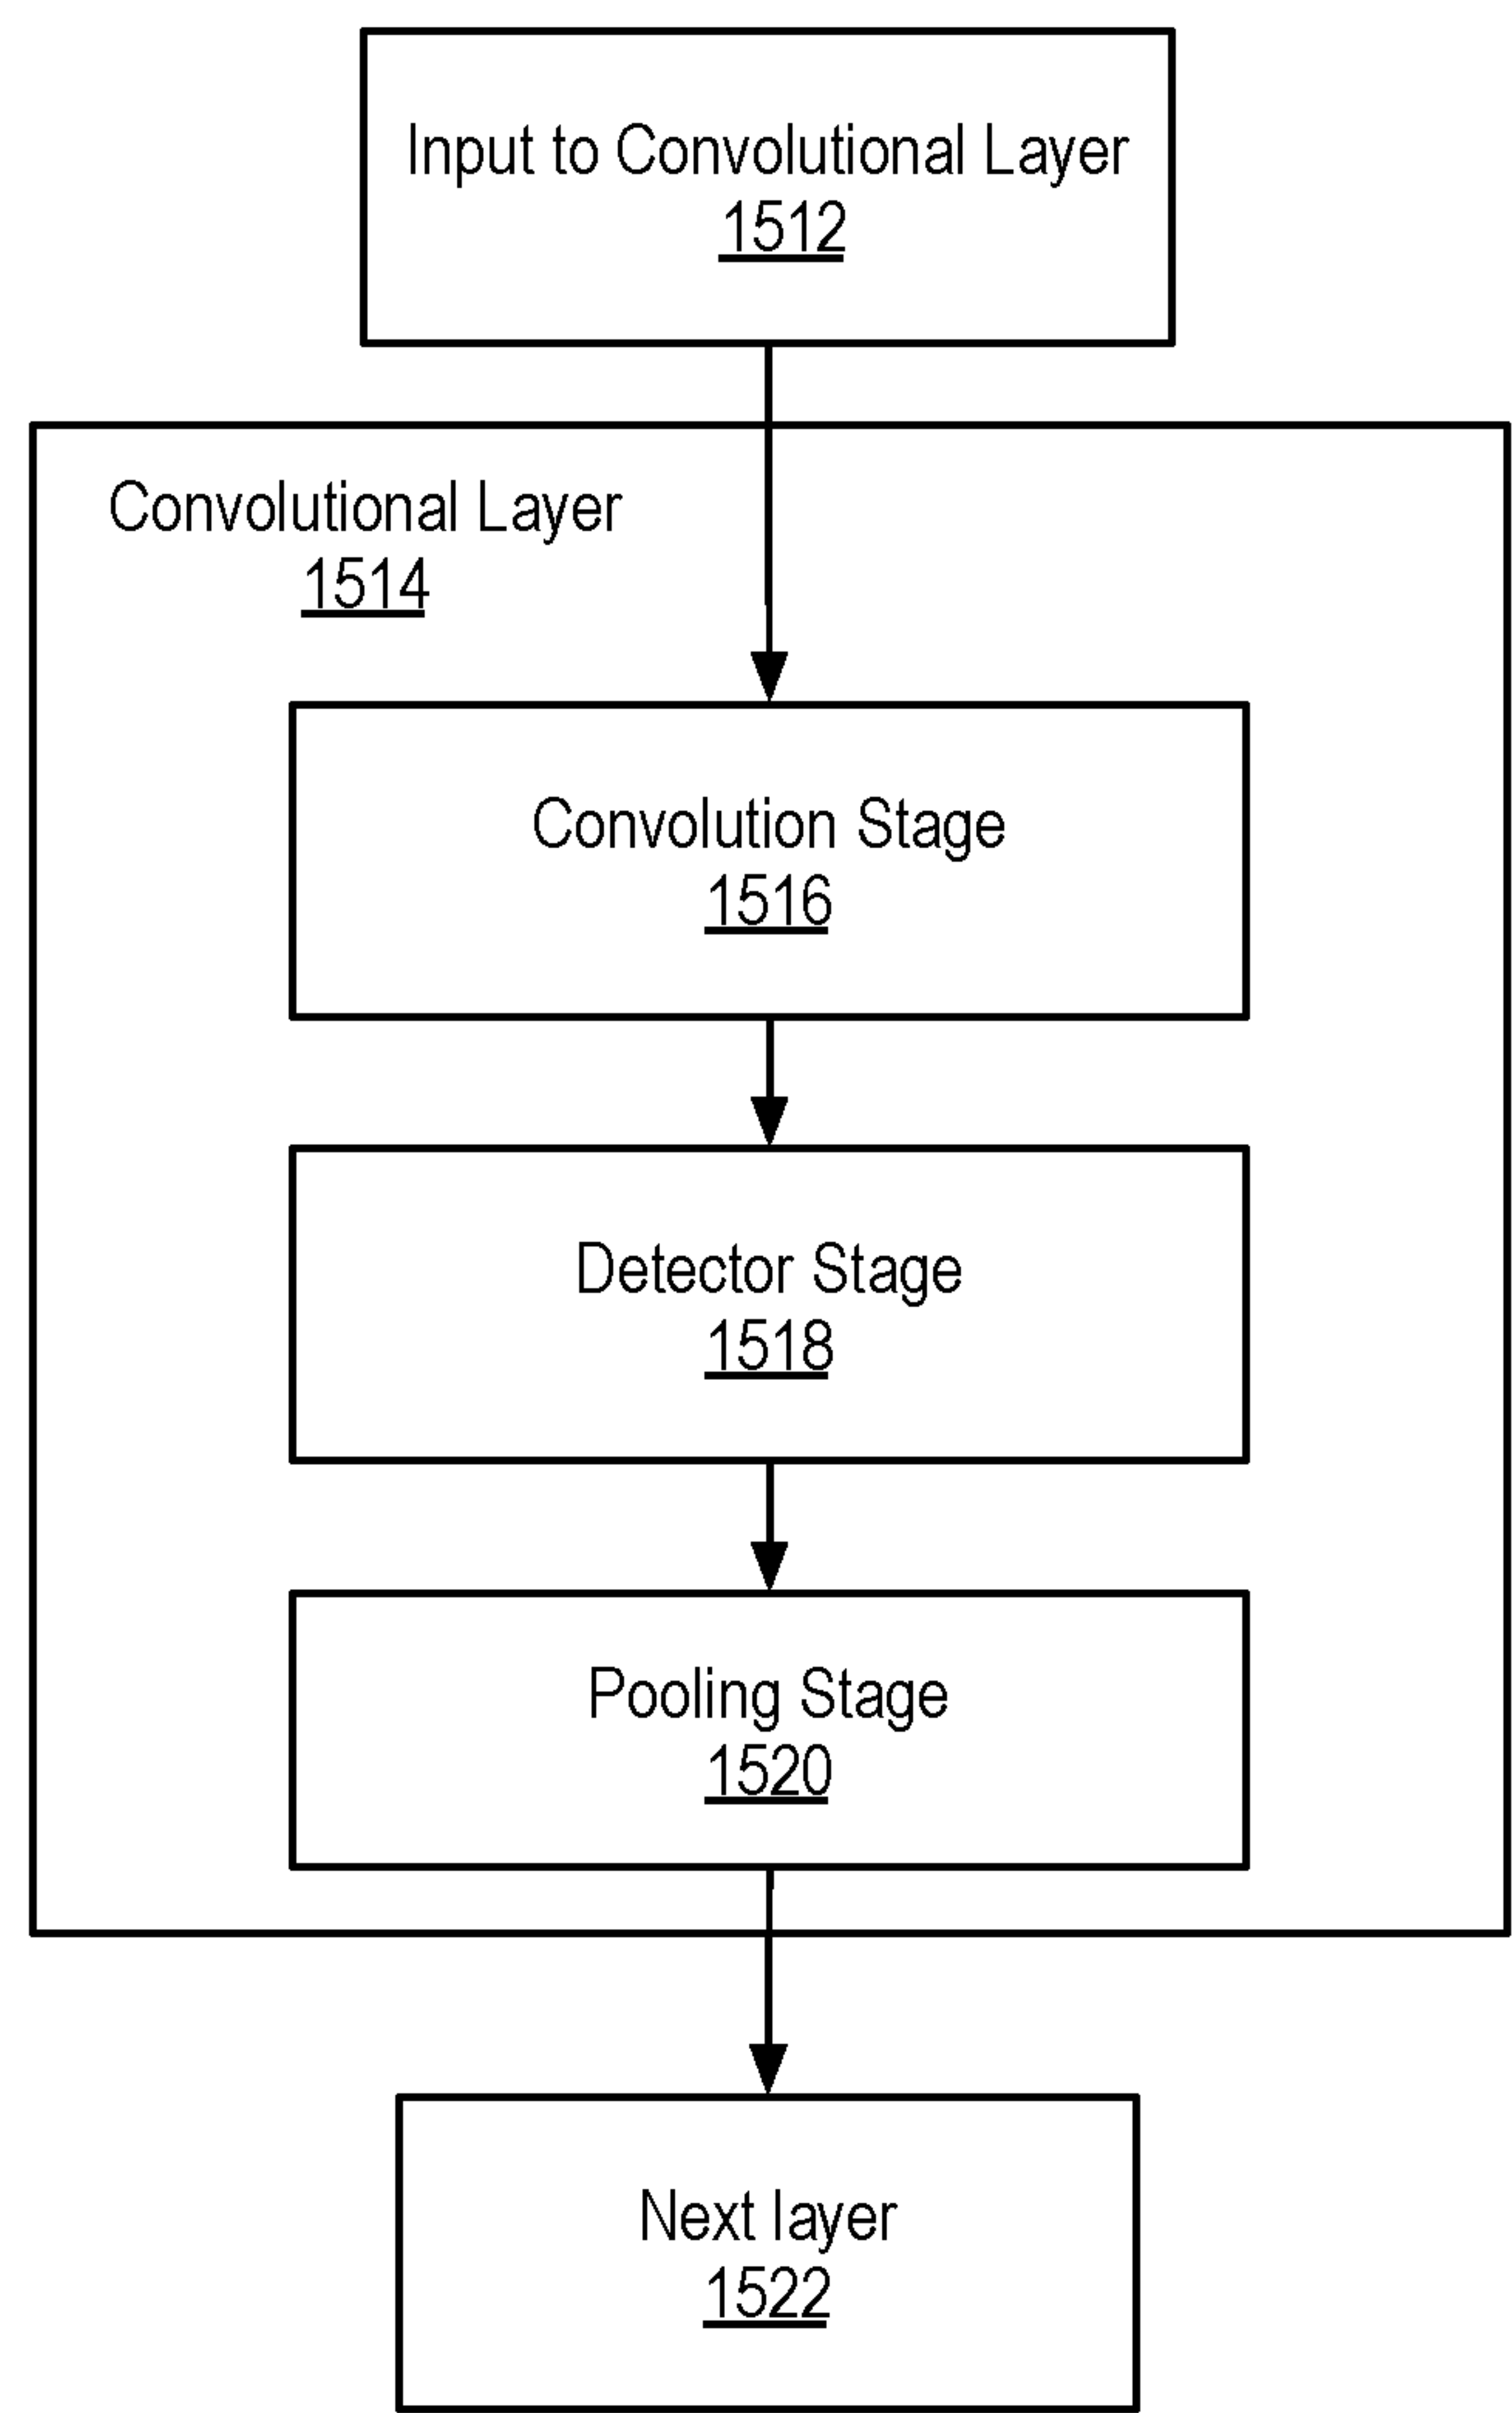 Input to Convolutional Layer
1512
Convolutional Layer
1514
Convolution Stage
1516
Detector Stage
1518
Pooling Stage
1520
Next layer
1522